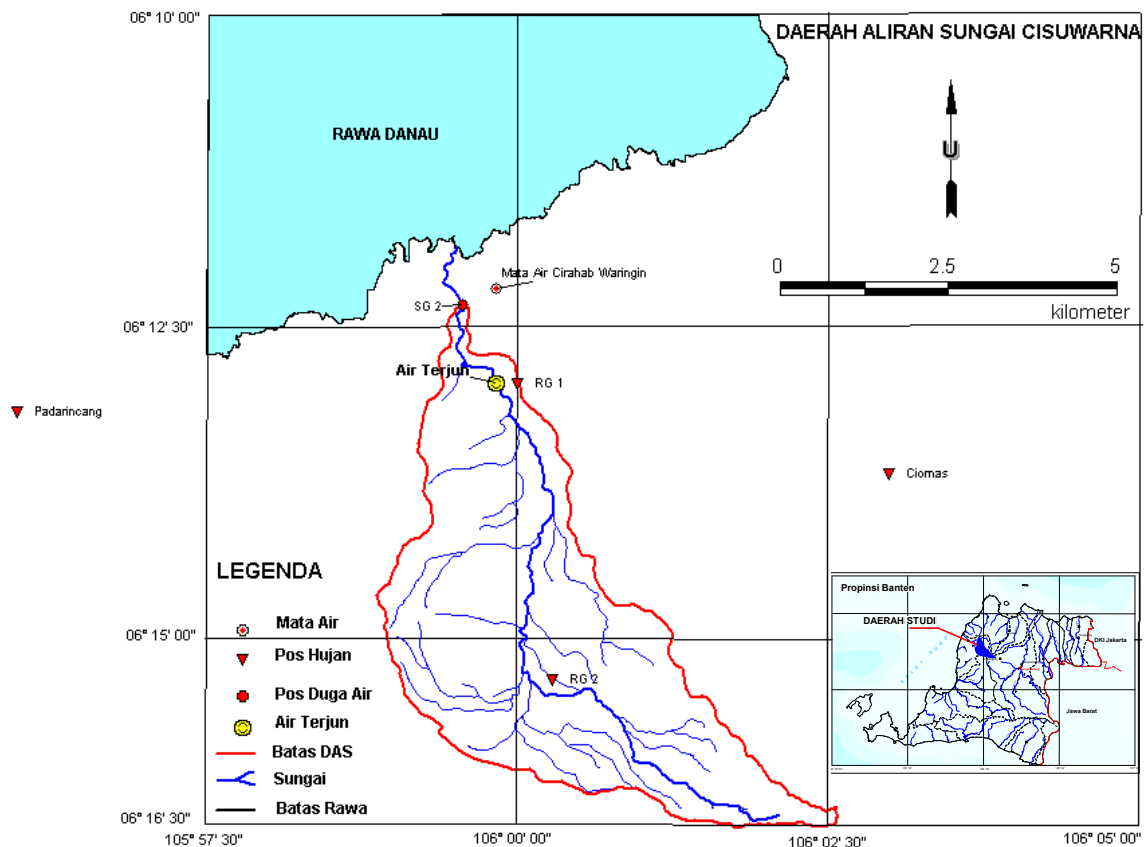 06° 10' 00"
DAERAH ALIRAN SUNGAI CISUWARNA
RAWA DANAU
U
0 2.5 5
kilometer
Mata Air Cirahab Waringin
SG 2
06° 12' 30"
Air Terjun
RG 1
Padarincang
Ciomas
LEGENDA
Mata Air
Pos Hujan
Pos Duga Air
Air Terjun
Batas DAS
Sungai
Batas Rawa
06° 15' 00"
RG 2
Propinsi Banten
DAERAH STUDI
DKI Jakarta
Jawa Barat
06° 16' 30"
105° 57' 30"
106° 00' 00"
106° 02' 30"
106° 05' 00"